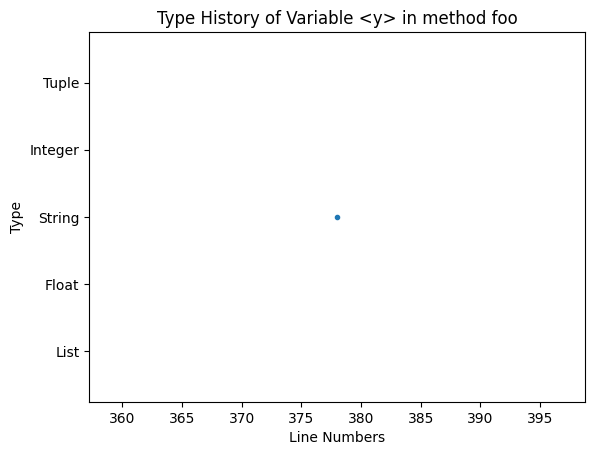 Type History of Variable <y> in method foo
Type
Tuple
Integer
String
Float
List
360 365 370 375 380 385 390 395
Line Numbers